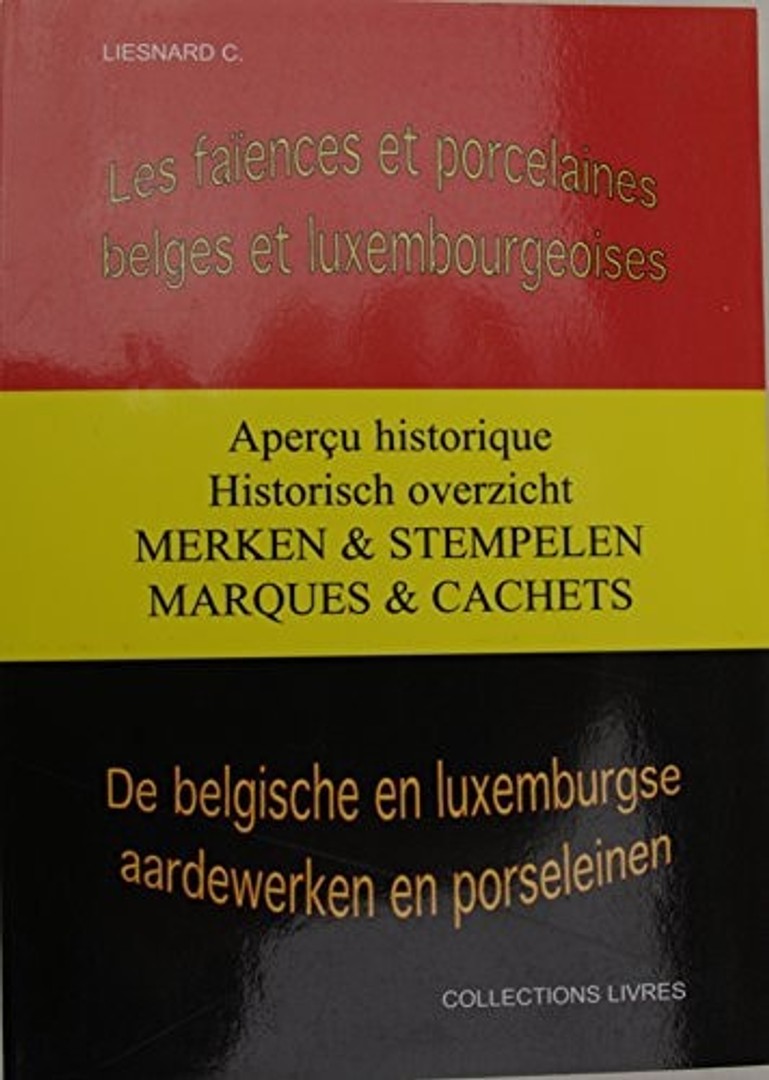 LIESNARD C.
Les faïences et porcelaines
belges et luxembourgeoises
Aperçu historique
Historisch overzicht
MERKEN & STEMPELEN
MARQUES & CACHETS
De belgische en luxemburgse
aardewerken en porseleinen
COLLECTIONS LIVRES